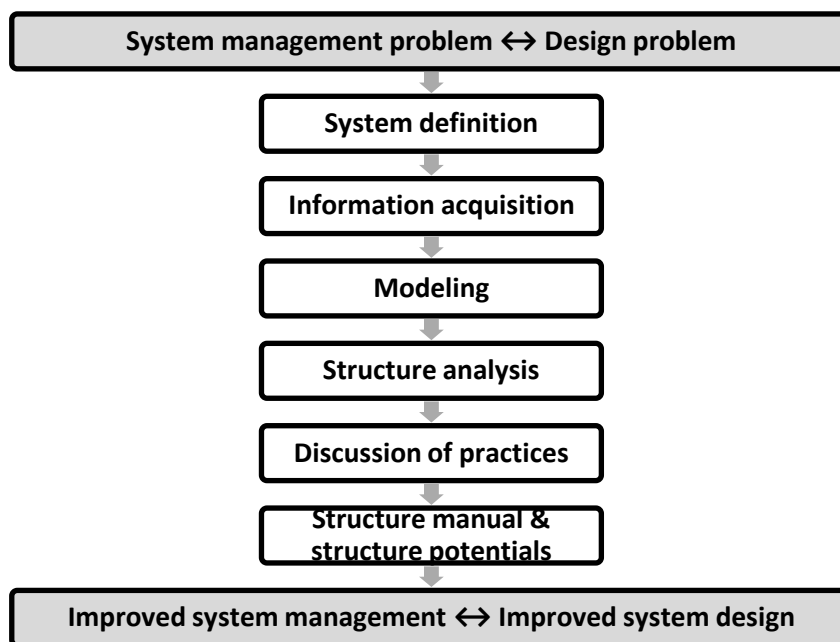 System management problem ↔ Design problem
System definition
Information acquisition
Modeling
Structure analysis
Discussion of practices
Structure manual &
structure potentials
Improved system management ↔ Improved system design